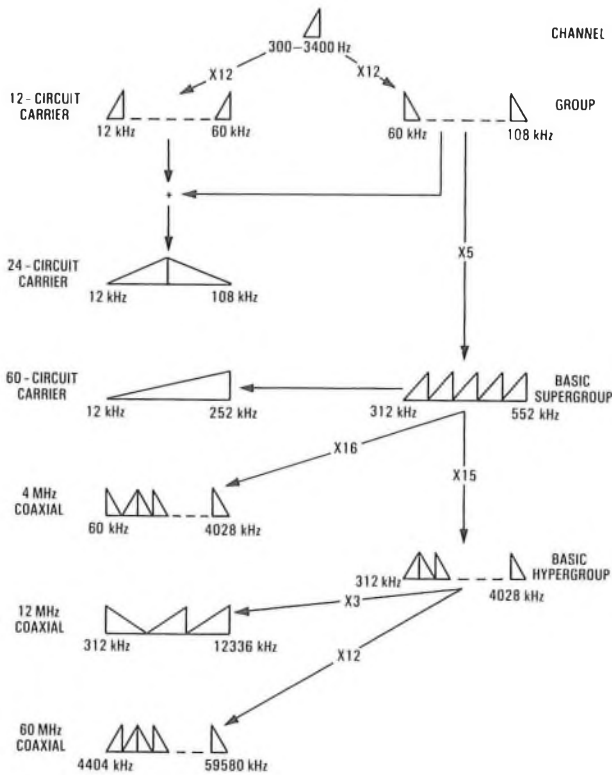 CHANNEL
300–3400 Hz
X12
X12
12- CIRCUIT
CARRIER
12 kHz
60 kHz
60 kHz
108 kHz
GROUP
+
X5
24 - CIRCUIT
CARRIER
12 kHz
108 kHz
60 - CIRCUIT
CARRIER
12 kHz
252 kHz
312 kHz
552 kHz
BASIC
SUPERGROUP
X16
X15
4 MHz
COAXIAL
60 kHz
4028 kHz
312 kHz
4028 kHz
BASIC
HYPERGROUP
X3
12 MHz
COAXIAL
312 kHz
12336 kHz
X12
60 MHz
COAXIAL
4404 kHz
59580 kHz